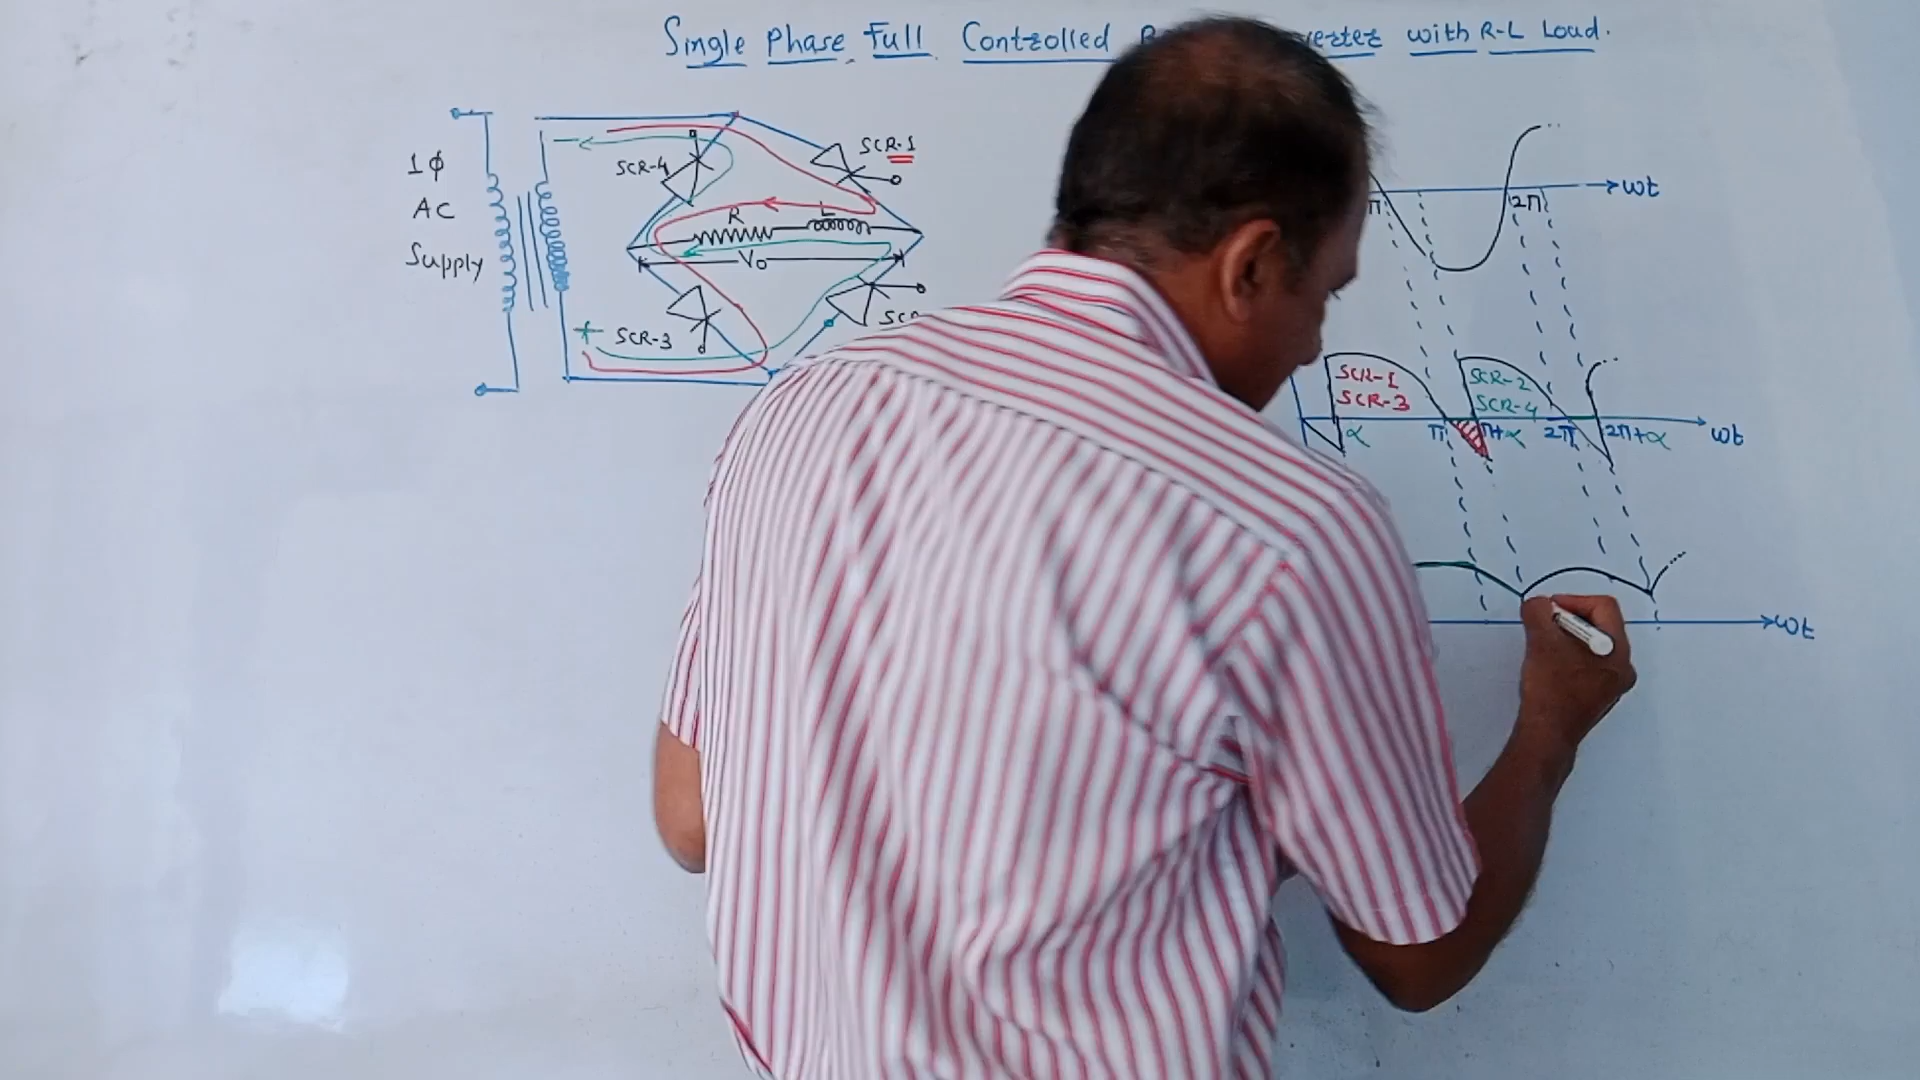 Single Phase Full Controlled with R-L Load.
1ϕ
AC
Supply
SCR-4
SCR-1
R
L
Vo
SCR-3
π
2π
ωt
SCR-1
SCR-3
SCR-2
SCR-4
α
π
π+α
2π
2π+α
ωt
ωt